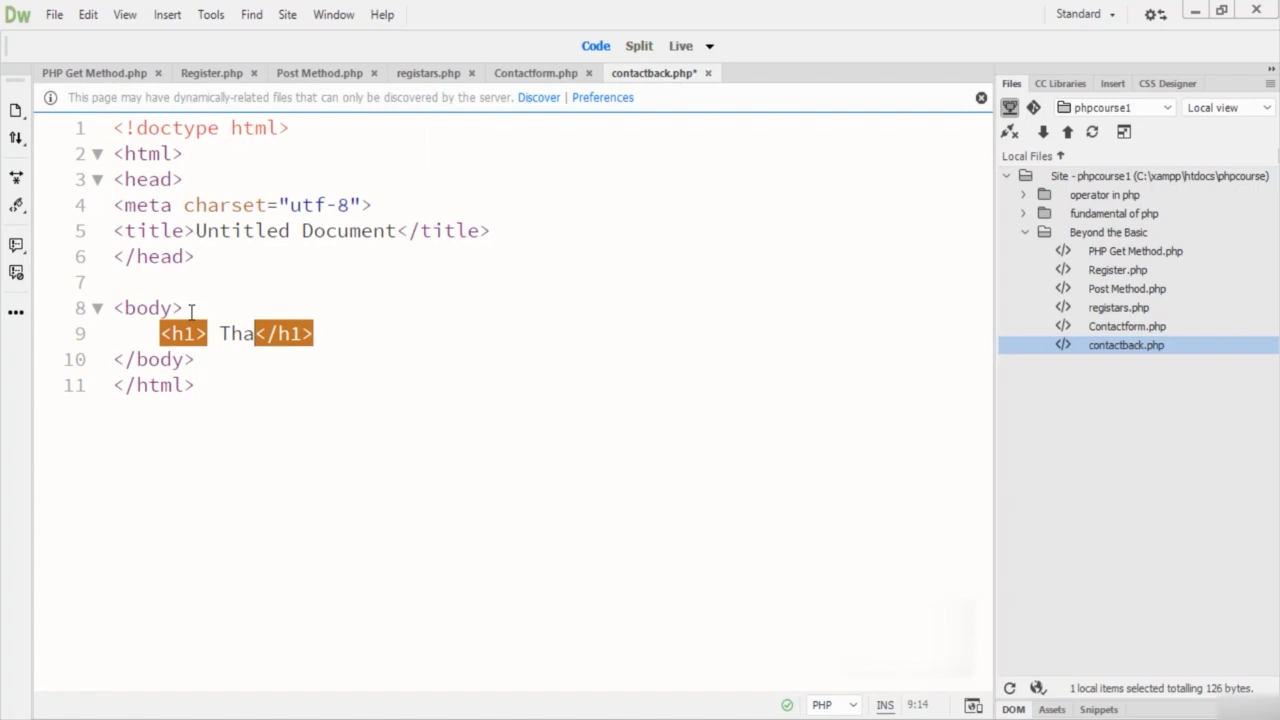 Dw File Edit View Insert Tools Find Site Window Help Standard
Code Split Live
PHP Get Method.php Register.php Post Method.php registars.php Contactform.php contactback.php*
This page may have dynamically-related files that can only be discovered by the server. Discover | Preferences
1 <!doctype html>
2 <html>
3 <head>
4 <meta charset="utf-8">
5 <title>Untitled Document</title>
6 </head>
7
8 <body>
9 <h1> Tha</h1>
10 </body>
11 </html>
Files CC Libraries Insert CSS Designer
phpcourse1 Local view
Local Files
Site - phpcourse1 (C:\xampp\htdocs\phpcourse)
operator in php
fundamental of php
Beyond the Basic
PHP Get Method.php
Register.php
Post Method.php
registars.php
Contactform.php
contactback.php
1 local items selected totalling 126 bytes.
PHP INS 9:14
DOM Assets Snippets